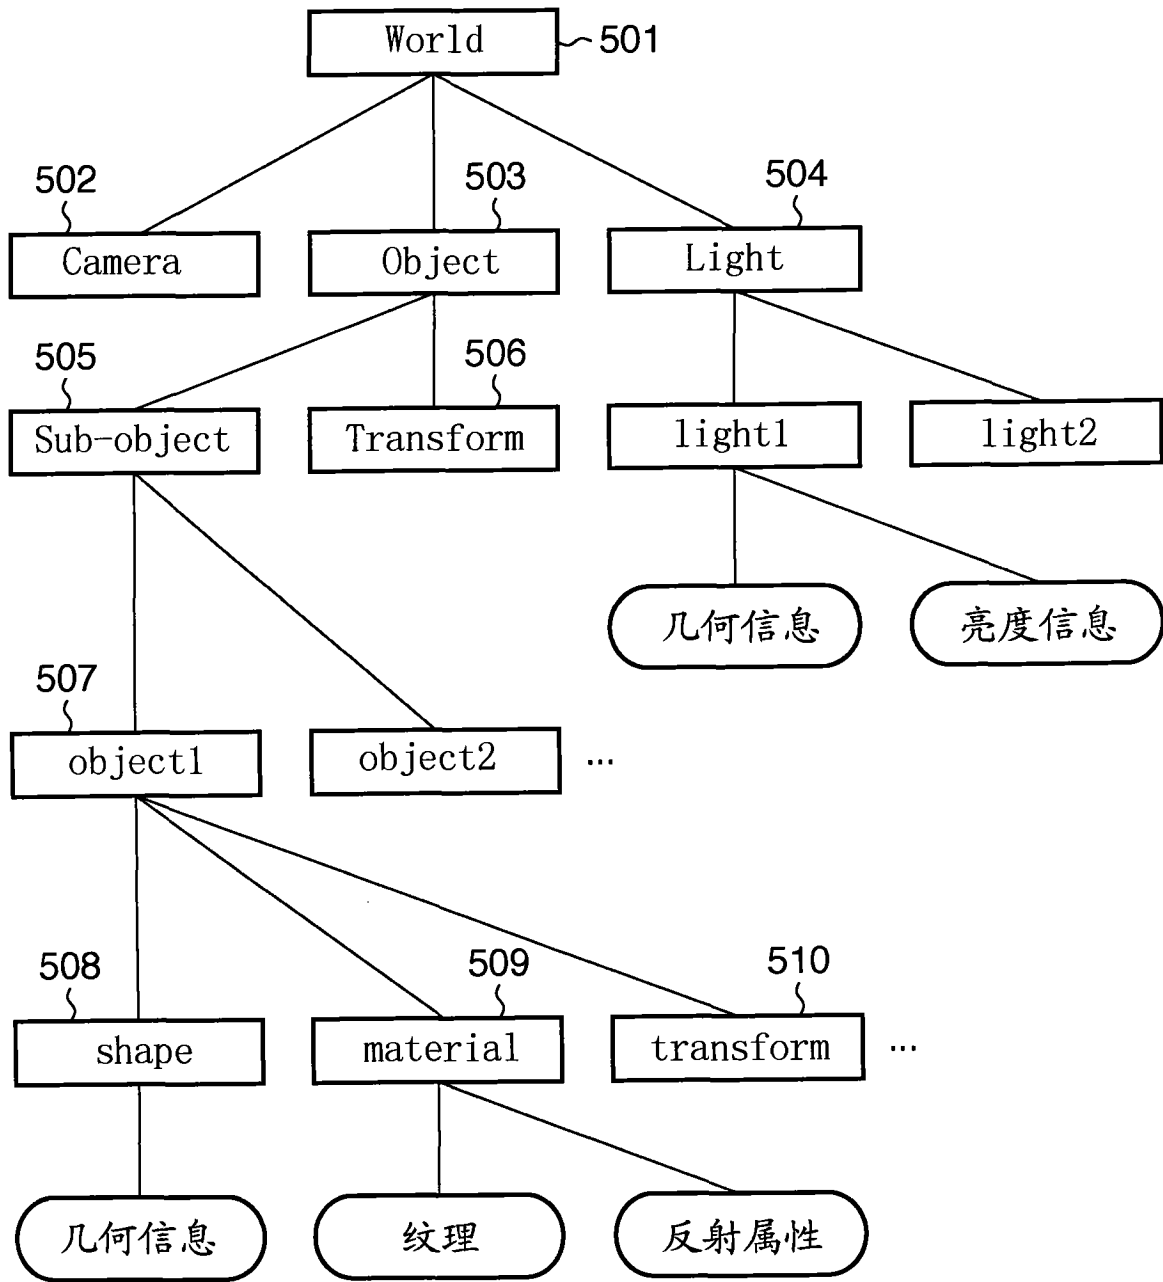 World
501
502
503
504
Camera
Object
Light
505
506
Sub-object
Transform
light1
light2
几何信息
亮度信息
507
object1
object2
...
508
509
510
shape
material
transform
...
几何信息
纹理
反射属性